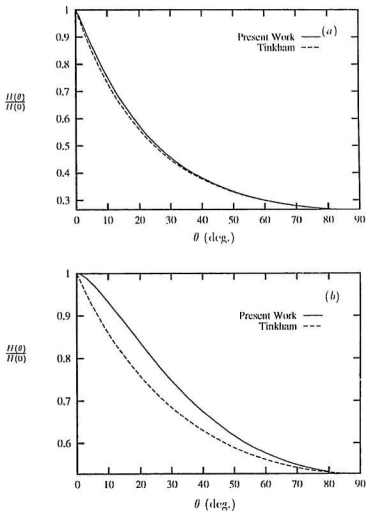 1
0.9
0.8
0.7
0.6
0.5
0.4
0.3
H(θ)
H(0)
Present Work
Tinkham
(a)
0 10 20 30 40 50 60 70 80 90
θ (deg.)
1
0.9
0.8
0.7
0.6
H(θ)
H(0)
(b)
Present Work
Tinkham
0 10 20 30 40 50 60 70 80 90
θ (deg.)